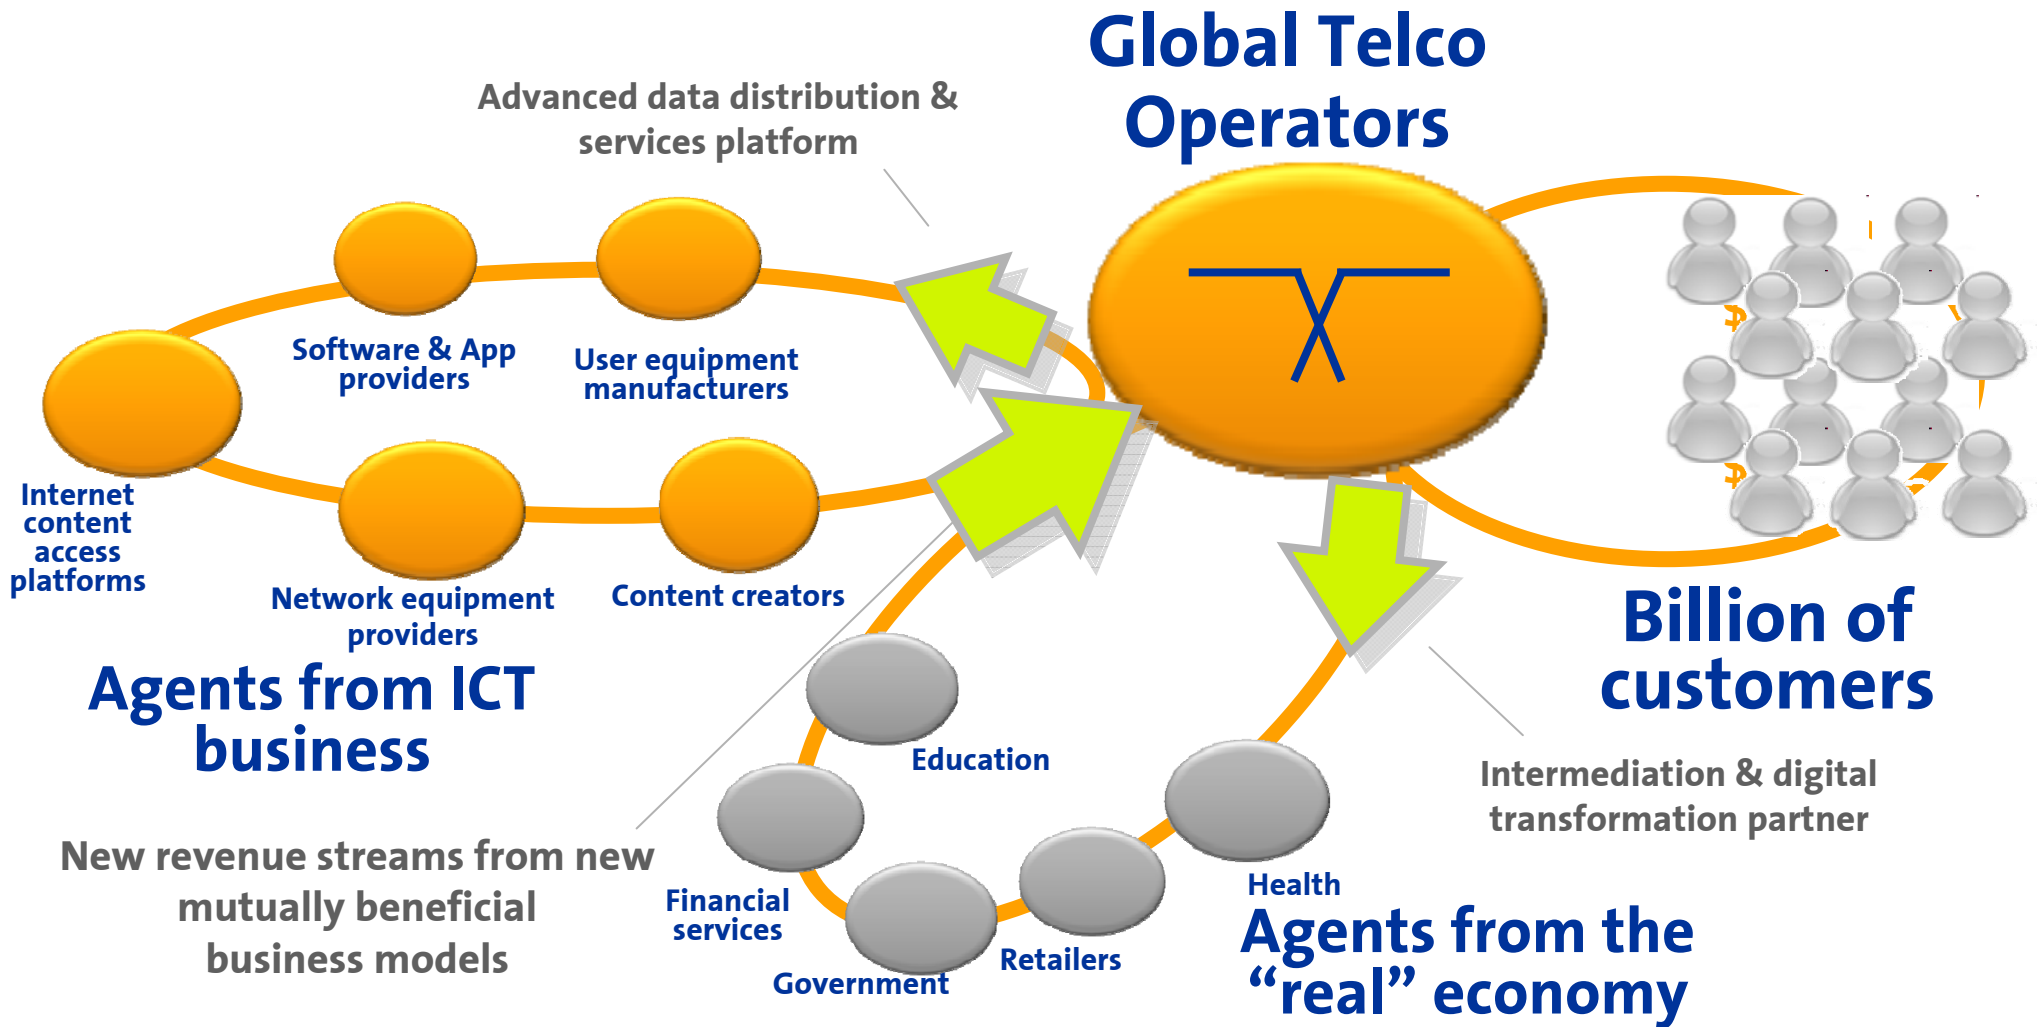 Global Telco
Operators
Advanced data distribution &
services platform
Software & App
providers
User equipment
manufacturers
Internet
content
access
platforms
Network equipment
providers
Content creators
Agents from ICT
business
Billion of
customers
Education
Intermediation & digital
transformation partner
New revenue streams from new
mutually beneficial
business models
Financial
services
Government
Retailers
Health
Agents from the
“real” economy